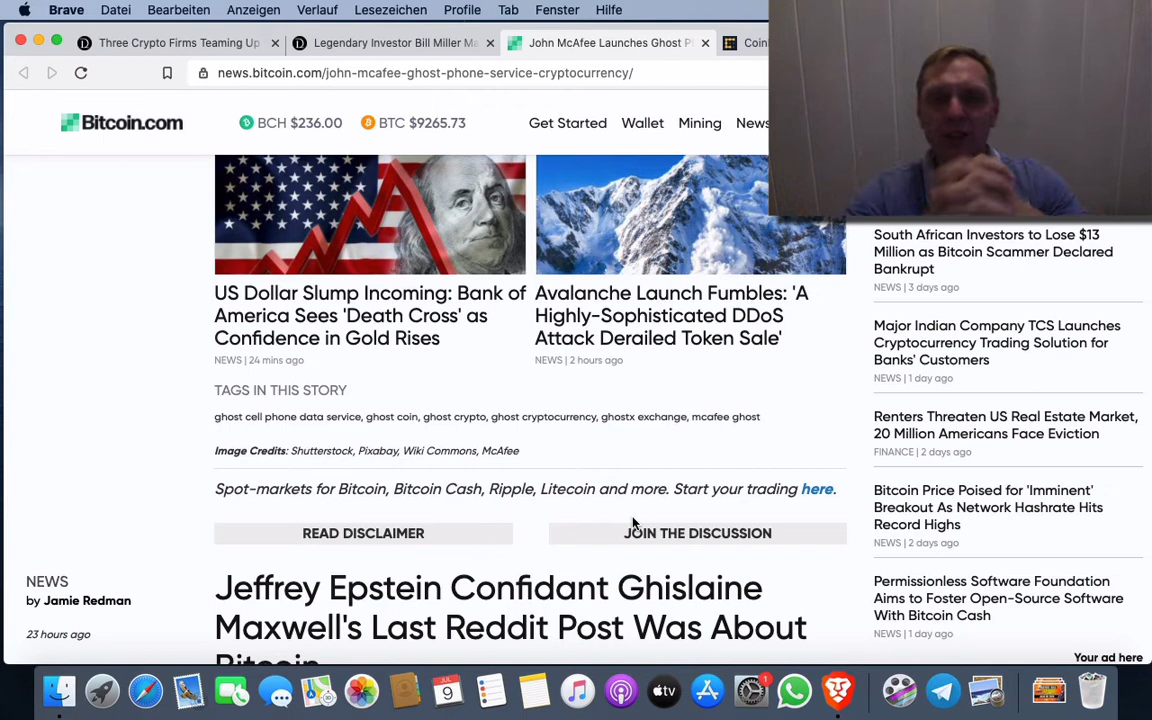 Brave Datei Bearbeiten Anzeigen Verlauf Lesezeichen Profile Tab Fenster Hilfe
Three Crypto Firms Teaming Up
Legendary Investor Bill Miller
John McAfee Launches Ghost
news.bitcoin.com/john-mcafee-ghost-phone-service-cryptocurrency/
Bitcoin.com
BCH $236.00 BTC $9265.73
Get Started Wallet Mining News
US Dollar Slump Incoming: Bank of
America Sees 'Death Cross' as
Confidence in Gold Rises
NEWS | 24 mins ago
Avalanche Launch Fumbles: 'A
Highly-Sophisticated DDoS
Attack Derailed Token Sale'
NEWS | 2 hours ago
TAGS IN THIS STORY
ghost cell phone data service, ghost coin, ghost crypto, ghost cryptocurrency, ghostx exchange, mcafee ghost
Image Credits: Shutterstock, Pixabay, Wiki Commons, McAfee
Spot-markets for Bitcoin, Bitcoin Cash, Ripple, Litecoin and more. Start your trading here.
READ DISCLAIMER
JOIN THE DISCUSSION
NEWS
by Jamie Redman
23 hours ago
Jeffrey Epstein Confidant Ghislaine
Maxwell's Last Reddit Post Was About
Bitcoin
South African Investors to Lose $13
Million as Bitcoin Scammer Declared
Bankrupt
NEWS | 3 days ago
Major Indian Company TCS Launches
Cryptocurrency Trading Solution for
Banks' Customers
NEWS | 1 day ago
Renters Threaten US Real Estate Market,
20 Million Americans Face Eviction
FINANCE | 2 days ago
Bitcoin Price Poised for 'Imminent'
Breakout As Network Hashrate Hits
Record Highs
NEWS | 2 days ago
Permissionless Software Foundation
Aims to Foster Open-Source Software
With Bitcoin Cash
NEWS | 1 day ago
Your ad here
JUL
9
tv
1